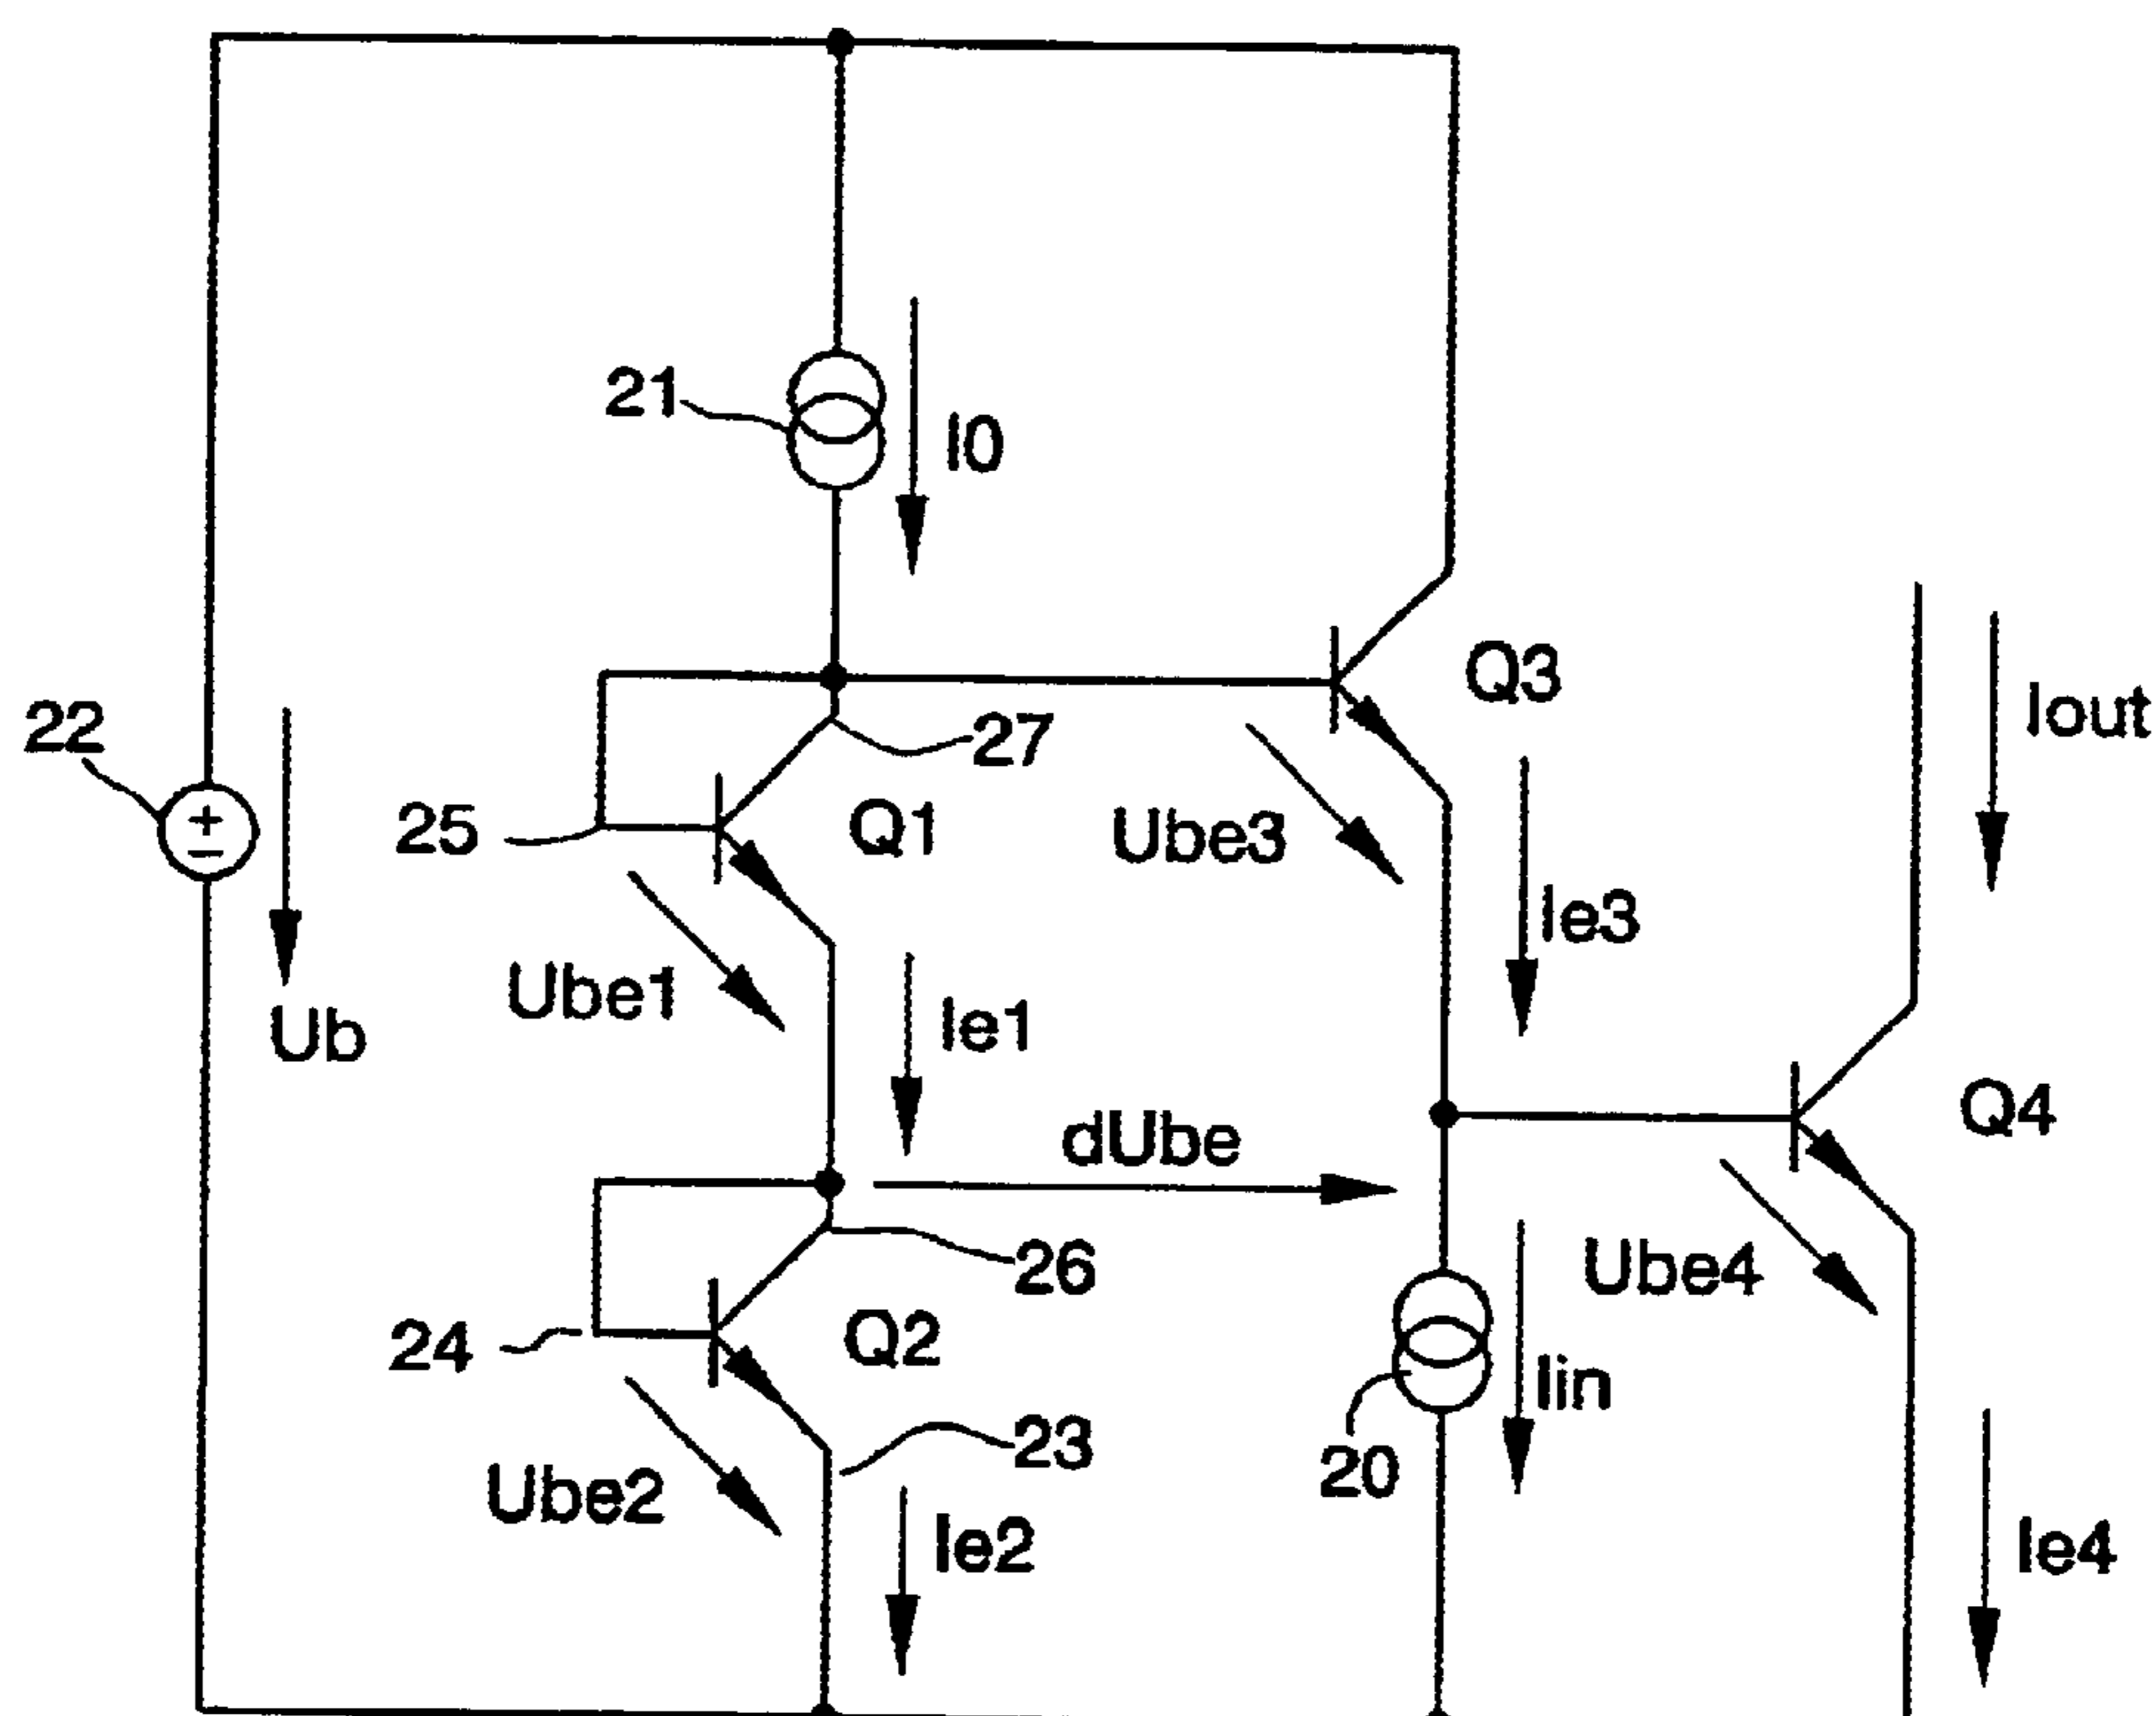 21
I0
Q3
Iout
22
27
25
Q1
Ube3
Ie3
Ube1
Ub
Ie1
Q4
dUbe
26
Ube4
24
Q2
Iin
23
20
Ube2
Ie2
Ie4